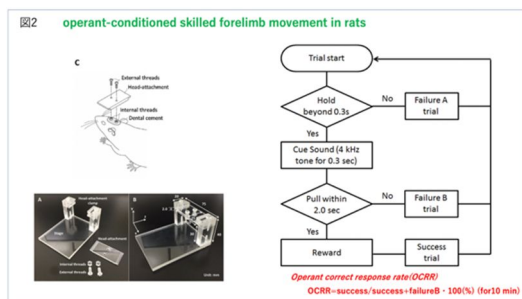 図2 operant-conditioned skilled forelimb movement in rats
C
External threads
Head-attachment
Internal threads
Dental cement
A
Head-attachment
Stage
Head-attachment
Internal threads
External threads
B
Trial start
Hold
beyond 0.3s
No
Failure A
trial
Yes
Cue Sound (4 kHz
tone for 0.3 sec)
Pull within
2.0 sec
No
Failure B
trial
Yes
Reward
Success
trial
Operant correct response rate(OCRR)
OCRR=success/success+failureB・100(%) (for10 min)